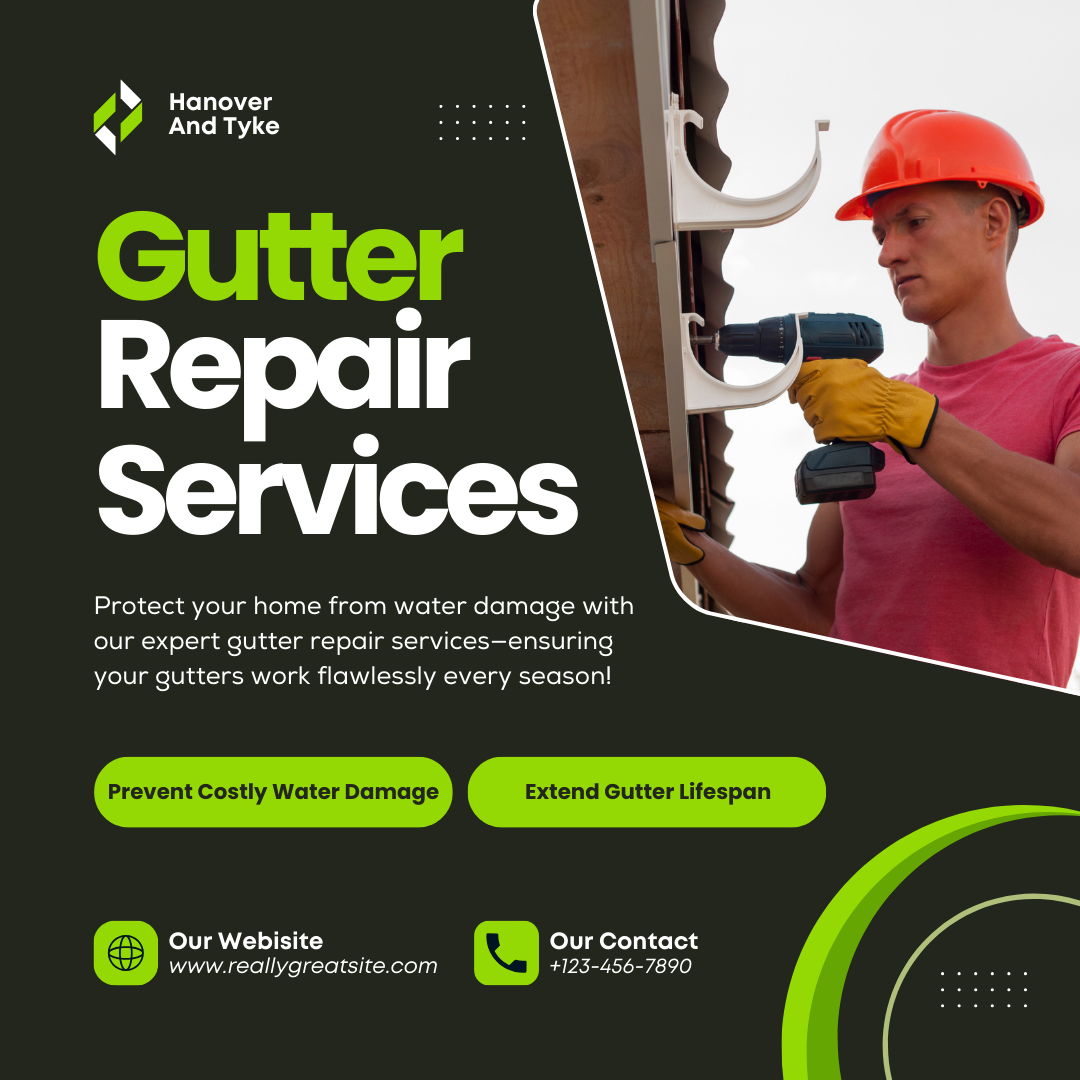 Hanover
And Tyke
Gutter
Repair
Services
Protect your home from water damage with
our expert gutter repair services—ensuring
your gutters work flawlessly every season!
Prevent Costly Water Damage
Extend Gutter Lifespan
Our Webisite
www.reallygreatsite.com
Our Contact
+123-456-7890